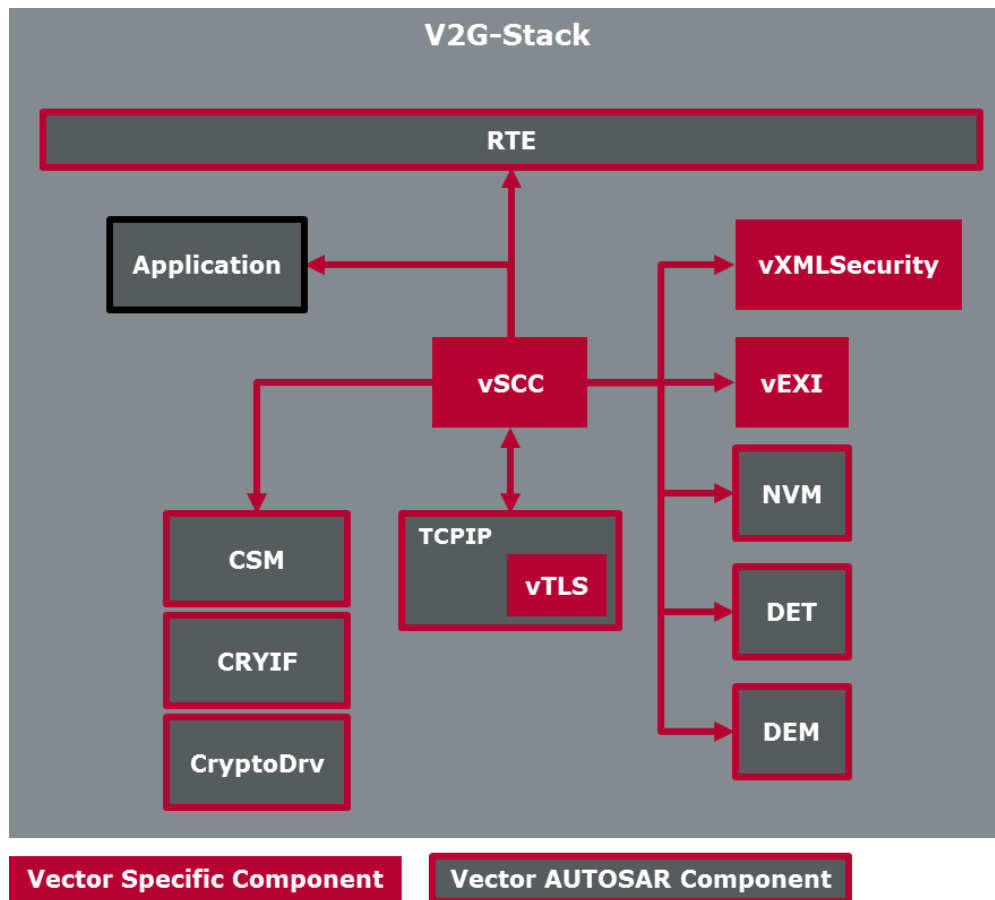 V2G-Stack
RTE
Application
vXMLSecurity
vSCC
vEXI
NVM
TCPIP
CSM
vTLS
DET
CRYIF
DEM
CryptoDrv
Vector Specific Component
Vector AUTOSAR Component